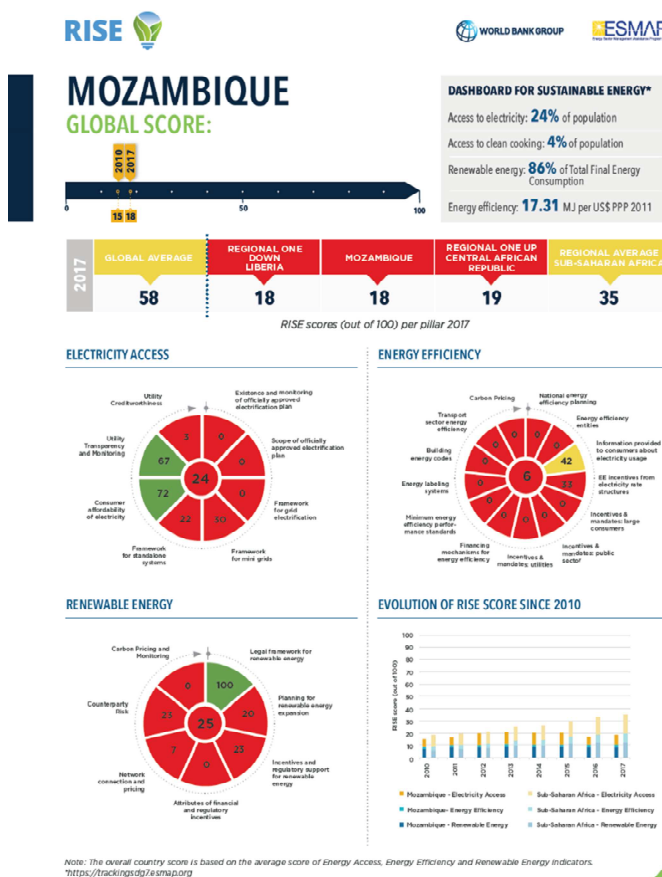 RISE
WORLD BANK GROUP
ESMAP
MOZAMBIQUE
GLOBAL SCORE:
2010
2017
0
15
18
50
100
DASHBOARD FOR SUSTAINABLE ENERGY*
Access to electricity: 24% of population
Access to clean cooking: 4% of population
Renewable energy: 86% of Total Final Energy
Consumption
Energy efficiency: 17.31 MJ per US$ PPP 2011
2017
GLOBAL AVERAGE
58
REGIONAL ONE
DOWN
LIBERIA
18
MOZAMBIQUE
18
REGIONAL ONE UP
CENTRAL AFRICAN
REPUBLIC
19
REGIONAL AVERAGE
SUB-SAHARAN AFRICA
35
RISE scores (out of 100) per pillar 2017
ELECTRICITY ACCESS
Utility
Creditworthiness
Existence and monitoring
of officially approved
electrification plan
Utility
Transparency
and Monitoring
Scope of officially
approved electrification
plan
Consumer
affordability
of electricity
Framework
for grid
electrification
Framework
for standalone
systems
Framework
for mini grids
3
0
67
0
24
72
0
22
30
ENERGY EFFICIENCY
Carbon Pricing
National energy
efficiency planning
Transport
sector energy
efficiency
Energy efficiency
entities
Building
energy codes
Information provided
to consumers about
electricity usage
Energy labeling
systems
EE incentives from
electricity rate
structures
Minimum energy
efficiency perfor-
mance standards
Incentives &
mandates: large
consumers
Financing
mechanisms for
energy efficiency
Incentives &
mandates: utilities
Incentives &
mandates: public
sector
0
0
0
0
0
42
0
6
33
0
0
0
0
0
RENEWABLE ENERGY
Carbon Pricing and
Monitoring
Legal framework for
renewable energy
Counterparty
Risk
Planning for
renewable energy
expansion
Network
connection and
pricing
Incentives and
regulatory support
for renewable
energy
Attributes of financial
and regulatory
incentives
100
23
20
25
7
23
0
EVOLUTION OF RISE SCORE SINCE 2010
RISE score (out of 100)
100
90
80
70
60
50
40
30
20
10
0
2010
2011
2012
2013
2014
2015
2016
2017
Mozambique - Electricity Access
Sub-Saharan Africa - Electricity Access
Mozambique- Energy Efficiency
Sub-Saharan Africa - Energy Efficiency
Mozambique - Renewable Energy
Sub-Saharan Africa - Renewable Energy
Note: The overall country score is based on the average score of Energy Access, Energy Efficiency and Renewable Energy Indicators.
*https://trackingsdg7.esmap.org